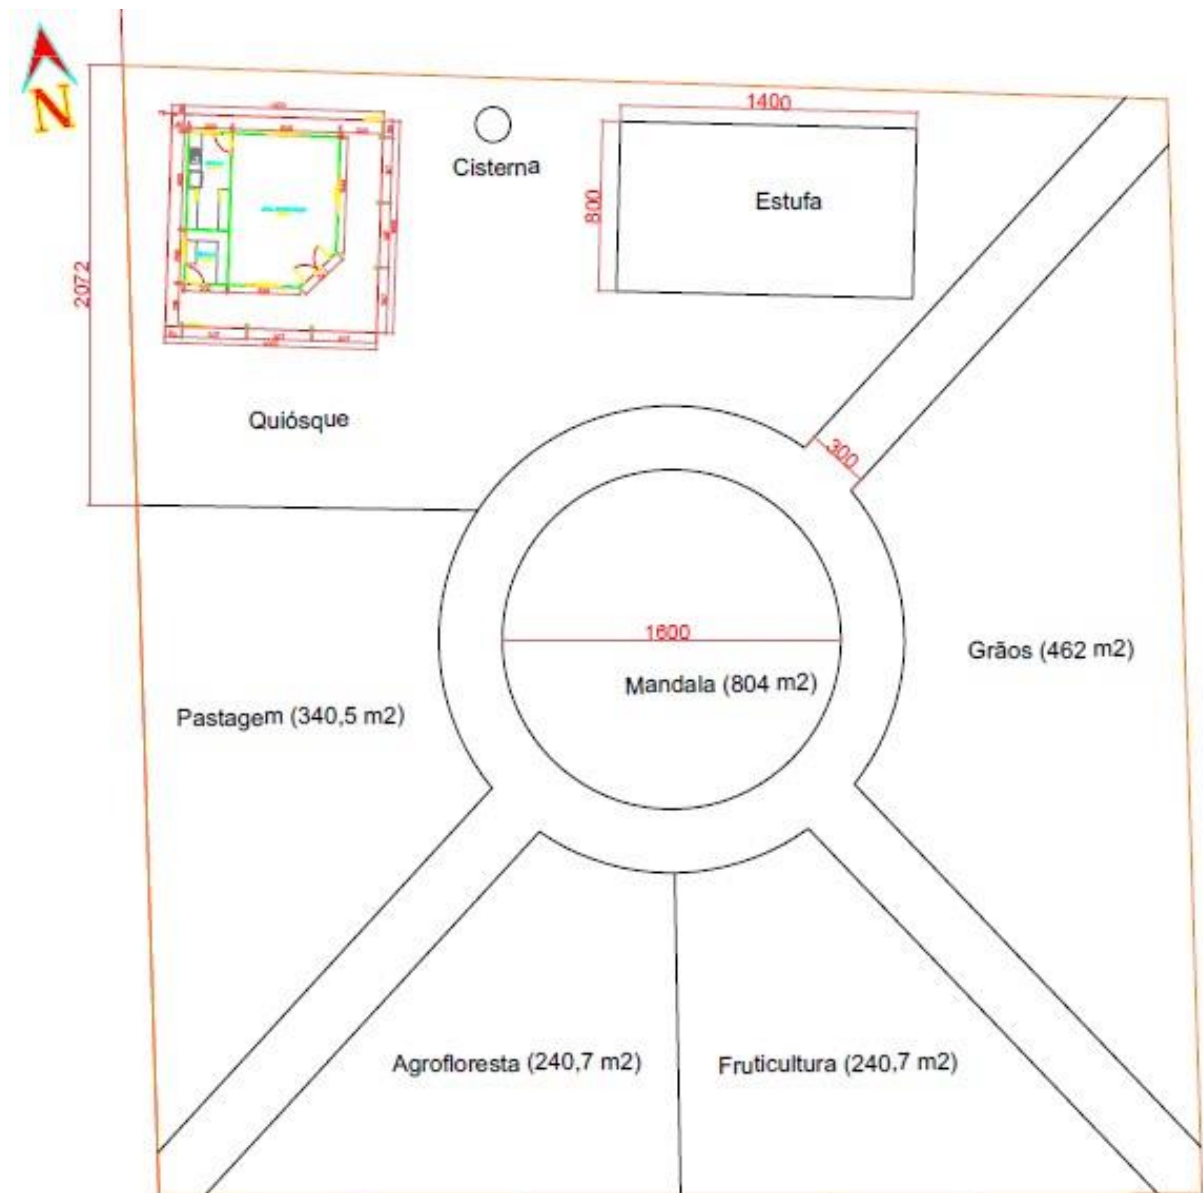 N
1400
Cisterna
800
Estufa
2072
Quiósque
300
1600
Mandala (804 m2)
Grãos (462 m2)
Pastagem (340,5 m2)
Agrofloresta (240,7 m2)
Fruticultura (240,7 m2)